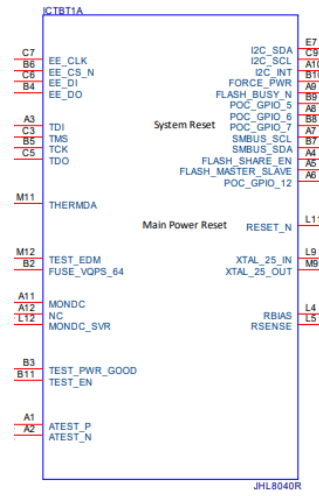 ICTBT1A
C7 EE_CLK
B6 EE_CS_N
C6 EE_DI
B4 EE_DO
A3 TDI
C3 TMS
B5 TCK
C5 TDO
M11 THERMDA
M12 TEST_EDM
B2 FUSE_VQPS_64
A11 MONDC
A12 NC
L12 MONDC_SVR
B3 TEST_PWR_GOOD
B11 TEST_EN
A1 ATEST_P
A2 ATEST_N
I2C_SDA E7
I2C_SCL C9
I2C_INT A10
FORCE_PWR B10
FLASH_BUSY_N A9
POC_GPIO_5 B9
POC_GPIO_6 A8
System Reset POC_GPIO_7 B8
SMBUS_SCL A7
SMBUS_SDA B7
FLASH_SHARE_EN A4
FLASH_MASTER_SLAVE A5
POC_GPIO_12 A6
Main Power Reset RESET_N L11
XTAL_25_IN L9
XTAL_25_OUT M9
RBIAS L4
RSENSE L5
JHL8040R